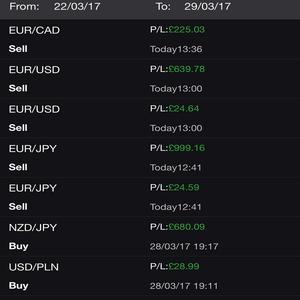 From: 22/03/17 To: 29/03/17
EUR/CAD P/L:£225.03
Sell Today13:36
EUR/USD P/L:£639.78
Sell Today13:00
EUR/USD P/L:£24.64
Sell Today13:00
EUR/JPY P/L:£999.16
Sell Today12:41
EUR/JPY P/L:£24.59
Sell Today12:41
NZD/JPY P/L:£680.09
Buy 28/03/17 19:17
USD/PLN P/L:£28.99
Buy 28/03/17 19:11